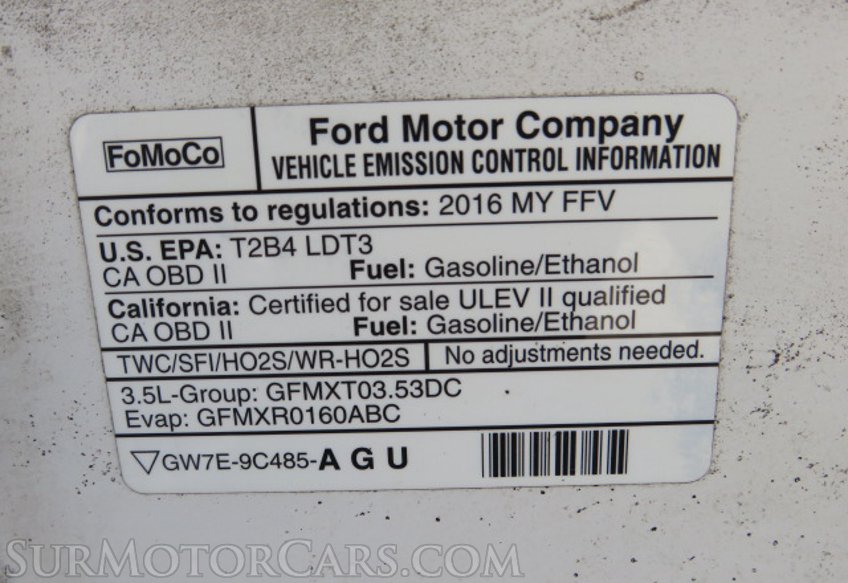 FoMoCo
Ford Motor Company
VEHICLE EMISSION CONTROL INFORMATION
Conforms to regulations: 2016 MY FFV
U.S. EPA: T2B4 LDT3
CA OBD II Fuel: Gasoline/Ethanol
California: Certified for sale ULEV II qualified
CA OBD II Fuel: Gasoline/Ethanol
TWC/SFI/HO2S/WR-HO2S No adjustments needed.
3.5L-Group: GFMXT03.53DC
Evap: GFMXR0160ABC
GW7E-9C485-A G U
SURMOTORCARS.COM